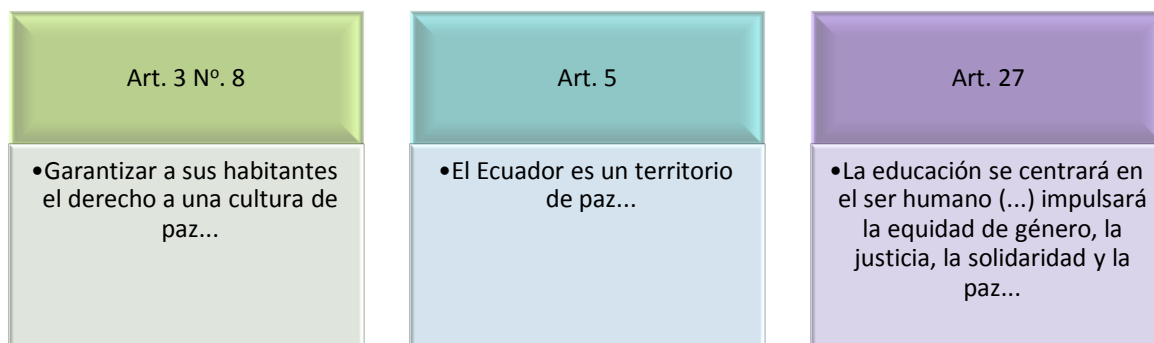 Art. 3 Nº. 8
•Garantizar a sus habitantes
el derecho a una cultura de
paz...
Art. 5
•El Ecuador es un territorio
de paz...
Art. 27
•La educación se centrará en
el ser humano (...) impulsará
la equidad de género, la
justicia, la solidaridad y la
paz...